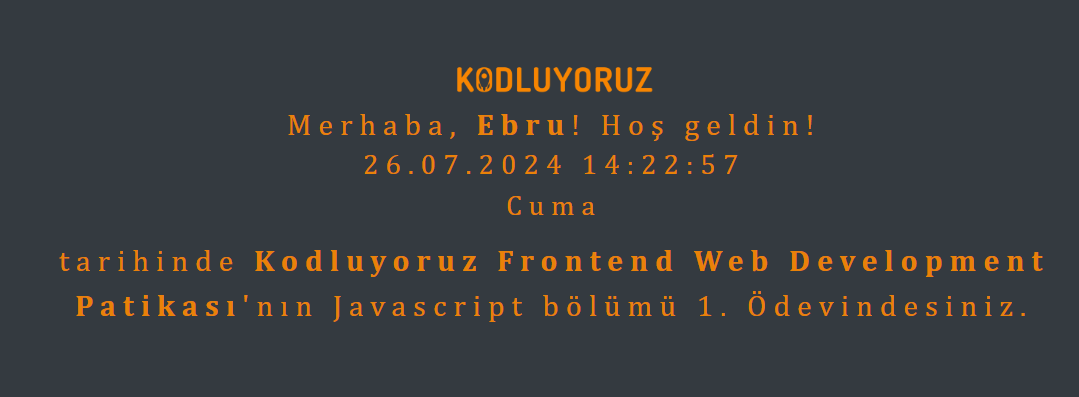 KODLUYORUZ
Merhaba, Ebru! Hoş geldin!
26.07.2024 14:22:57
Cuma
tarihinde Kodluyoruz Frontend Web Development
Patikası'nın Javascript bölümü 1. Ödevindesiniz.